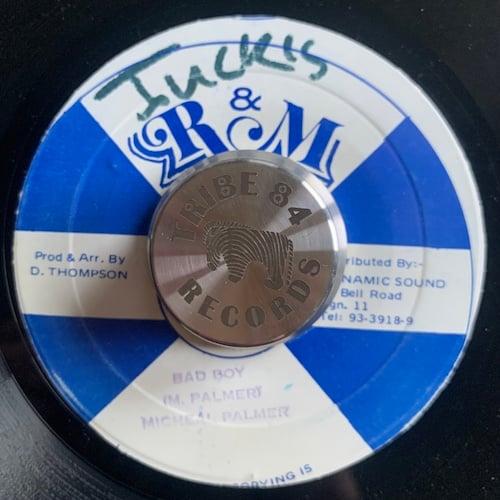 Tuckis
R & M
TRIBE 84
RECORDS
Prod & Arr. By
D. THOMPSON
ributed By:-
NAMIC SOUND
Bell Road
gn. 11
Tel: 93-3918-9
BAD BOY
(M. PALMER)
MICHEAL PALMER
OPYING IS